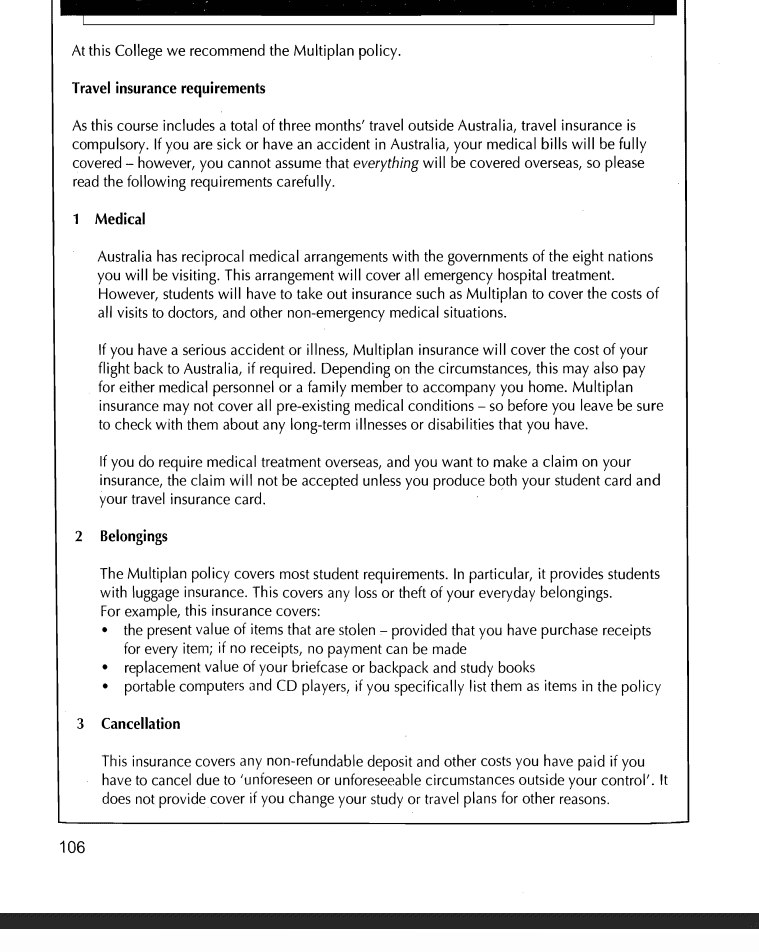 At this College we recommend the Multiplan policy.
Travel insurance requirements
As this course includes a total of three months' travel outside Australia, travel insurance is
compulsory. If you are sick or have an accident in Australia, your medical bills will be fully
covered – however, you cannot assume that everything will be covered overseas, so please
read the following requirements carefully.
1 Medical
Australia has reciprocal medical arrangements with the governments of the eight nations
you will be visiting. This arrangement will cover all emergency hospital treatment.
However, students will have to take out insurance such as Multiplan to cover the costs of
all visits to doctors, and other non-emergency medical situations.
If you have a serious accident or illness, Multiplan insurance will cover the cost of your
flight back to Australia, if required. Depending on the circumstances, this may also pay
for either medical personnel or a family member to accompany you home. Multiplan
insurance may not cover all pre-existing medical conditions – so before you leave be sure
to check with them about any long-term illnesses or disabilities that you have.
If you do require medical treatment overseas, and you want to make a claim on your
insurance, the claim will not be accepted unless you produce both your student card and
your travel insurance card.
2 Belongings
The Multiplan policy covers most student requirements. In particular, it provides students
with luggage insurance. This covers any loss or theft of your everyday belongings.
For example, this insurance covers:
• the present value of items that are stolen – provided that you have purchase receipts
for every item; if no receipts, no payment can be made
• replacement value of your briefcase or backpack and study books
• portable computers and CD players, if you specifically list them as items in the policy
3 Cancellation
This insurance covers any non-refundable deposit and other costs you have paid if you
have to cancel due to 'unforeseen or unforeseeable circumstances outside your control'. It
does not provide cover if you change your study or travel plans for other reasons.
106